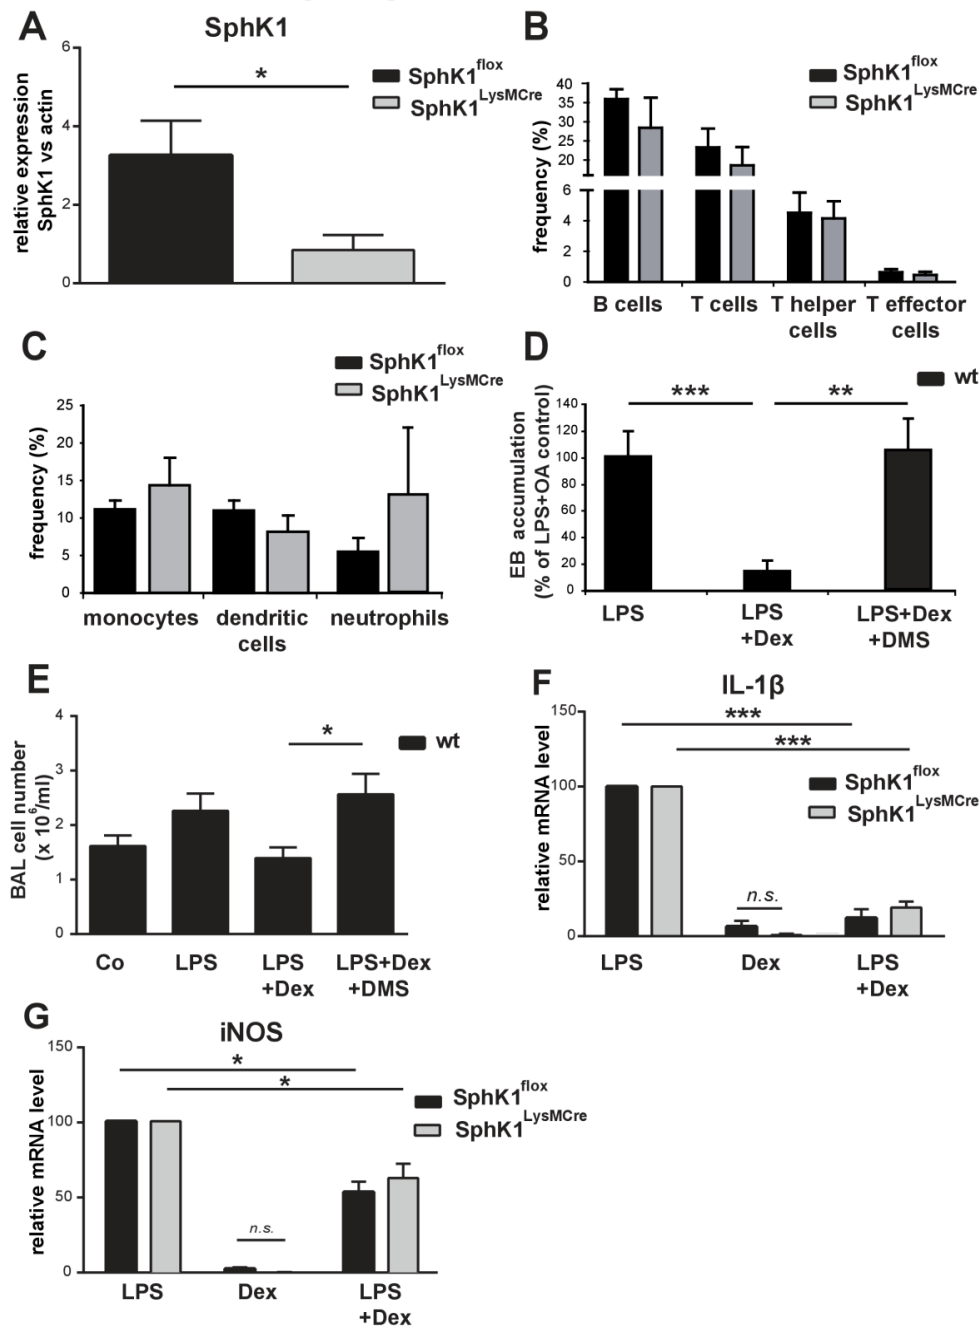 A
SphK1
relative expression
SphK1 vs actin
6
4
2
0
*
SphK1flox
SphK1LysMCre
B
frequency (%)
40
35
30
25
20
6
4
2
0
SphK1flox
SphK1LysMCre
B cells
T cells
T helper
cells
T effector
cells
C
frequency (%)
25
20
15
10
5
0
SphK1flox
SphK1LysMCre
monocytes
dendritic
cells
neutrophils
D
EB accumulation
(% of LPS+OA control)
140
120
100
80
60
40
20
0
***
**
wt
LPS
LPS
+Dex
LPS+Dex
+DMS
E
BAL cell number
(x 10⁶/ml)
4
3
2
1
0
*
wt
Co
LPS
LPS
+Dex
LPS+Dex
+DMS
F
IL-1β
relative mRNA level
150
100
50
0
***
***
n.s.
SphK1flox
SphK1LysMCre
LPS
Dex
LPS
+Dex
G
iNOS
relative mRNA level
150
100
50
0
*
*
n.s.
SphK1flox
SphK1LysMCre
LPS
Dex
LPS
+Dex